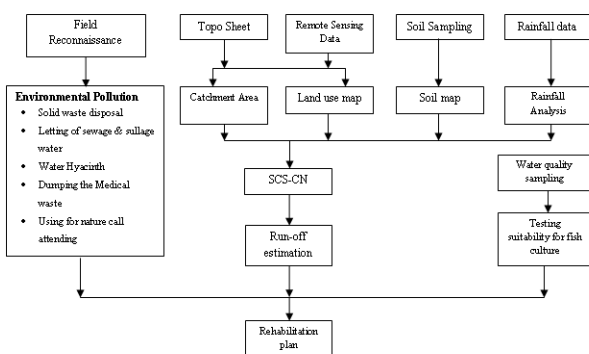 Field
Reconnaissance
Topo Sheet
Remote Sensing
Data
Soil Sampling
Rainfall data
Environmental Pollution
• Solid waste disposal
• Letting of sewage & sullage
water
• Water Hyacinth
• Dumping the Medical
waste
• Using for nature call
attending
Catchment Area
Land use map
Soil map
Rainfall
Analysis
SCS-CN
Water quality
sampling
Run-off
estimation
Testing
suitability for fish
culture
Rehabilitation
plan